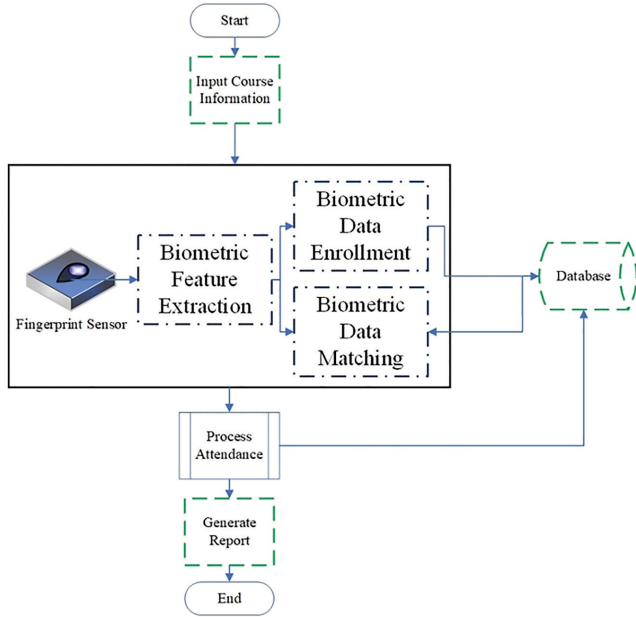 Start
Input Course
Information
Biometric
Data
Enrollment
Biometric
Feature
Extraction
Fingerprint Sensor
Database
Biometric
Data
Matching
Process
Attendance
Generate
Report
End